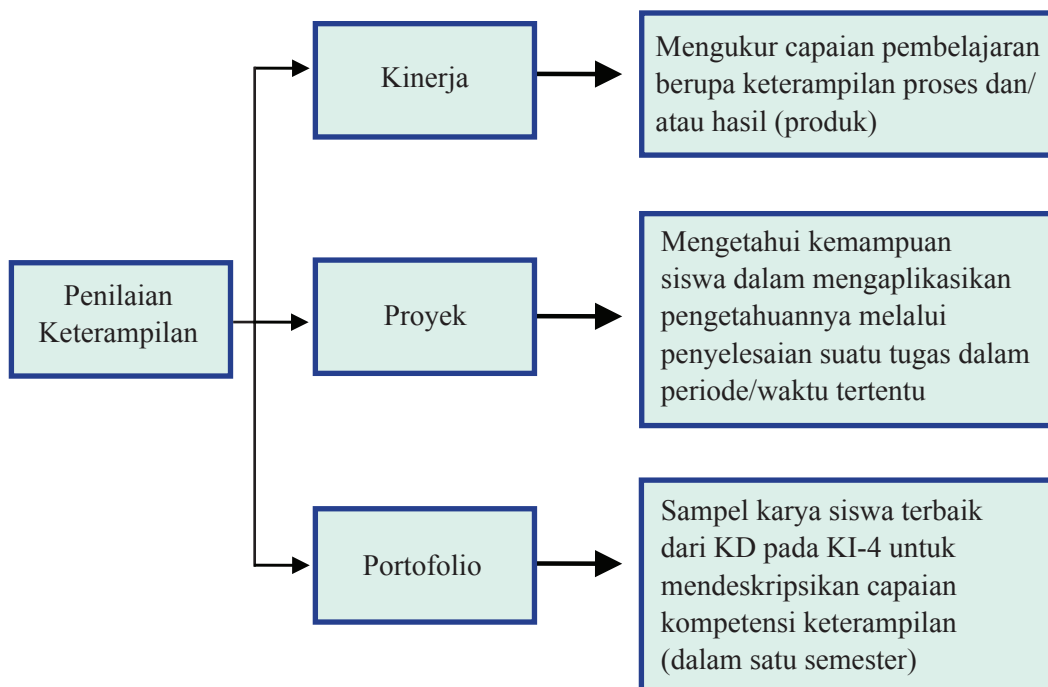 Penilaian
Keterampilan
Kinerja
Mengukur capaian pembelajaran
berupa keterampilan proses dan/
atau hasil (produk)
Proyek
Mengetahui kemampuan
siswa dalam mengaplikasikan
pengetahuannya melalui
penyelesaian suatu tugas dalam
periode/waktu tertentu
Portofolio
Sampel karya siswa terbaik
dari KD pada KI-4 untuk
mendeskripsikan capaian
kompetensi keterampilan
(dalam satu semester)